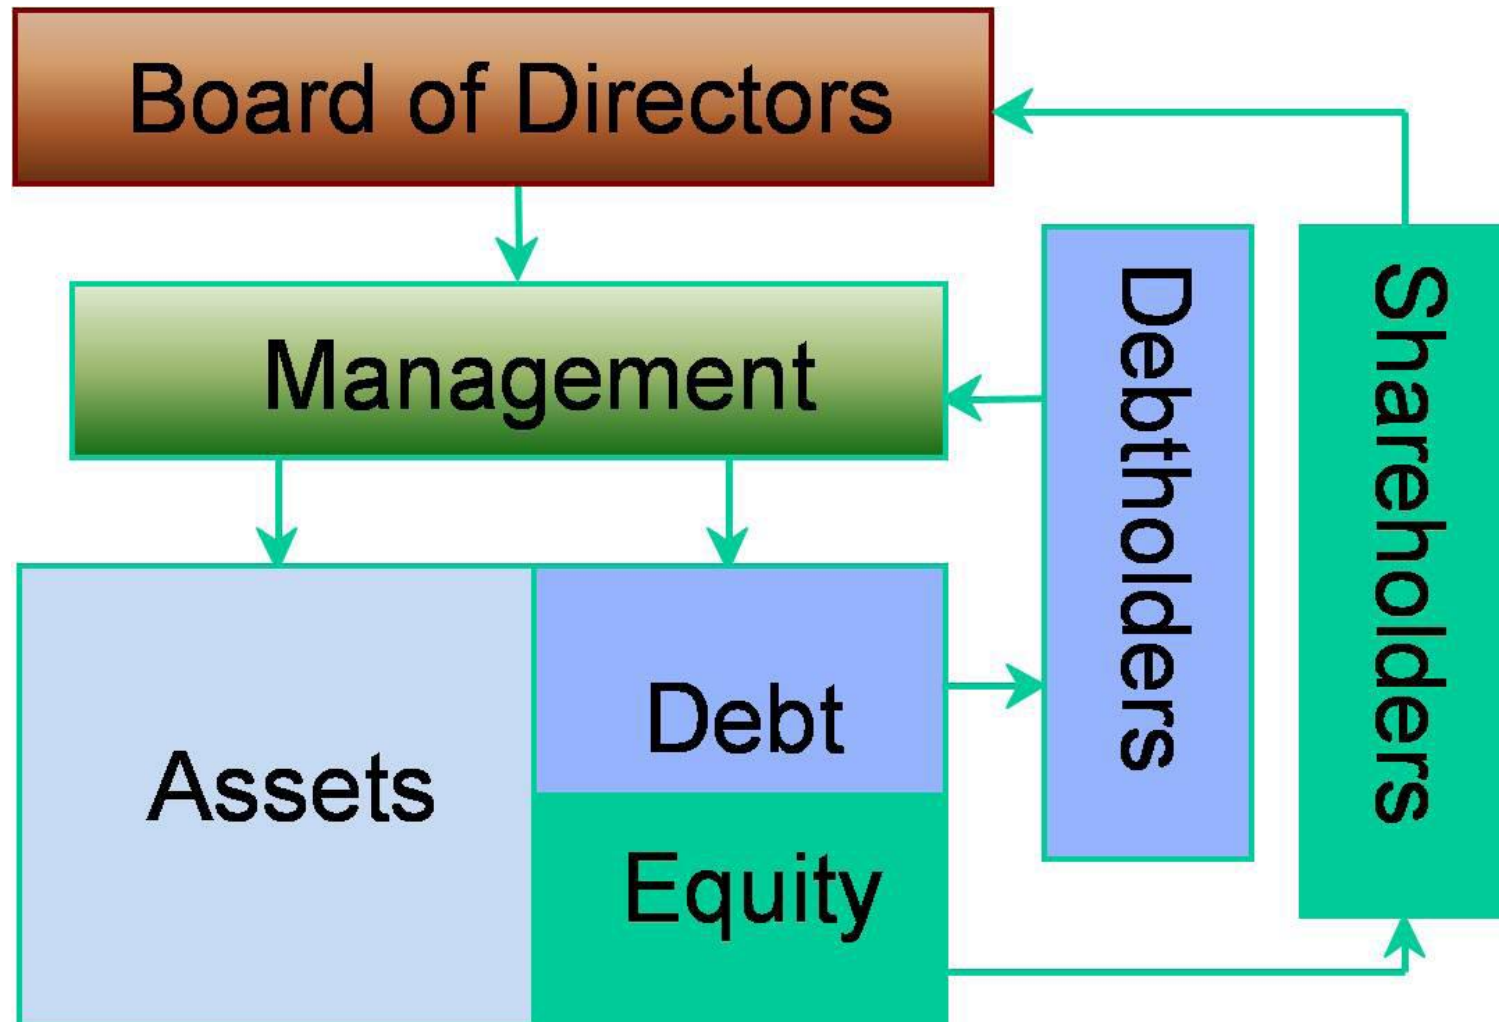 Board of Directors
Management
Debtholders
Shareholders
Assets
Debt
Equity